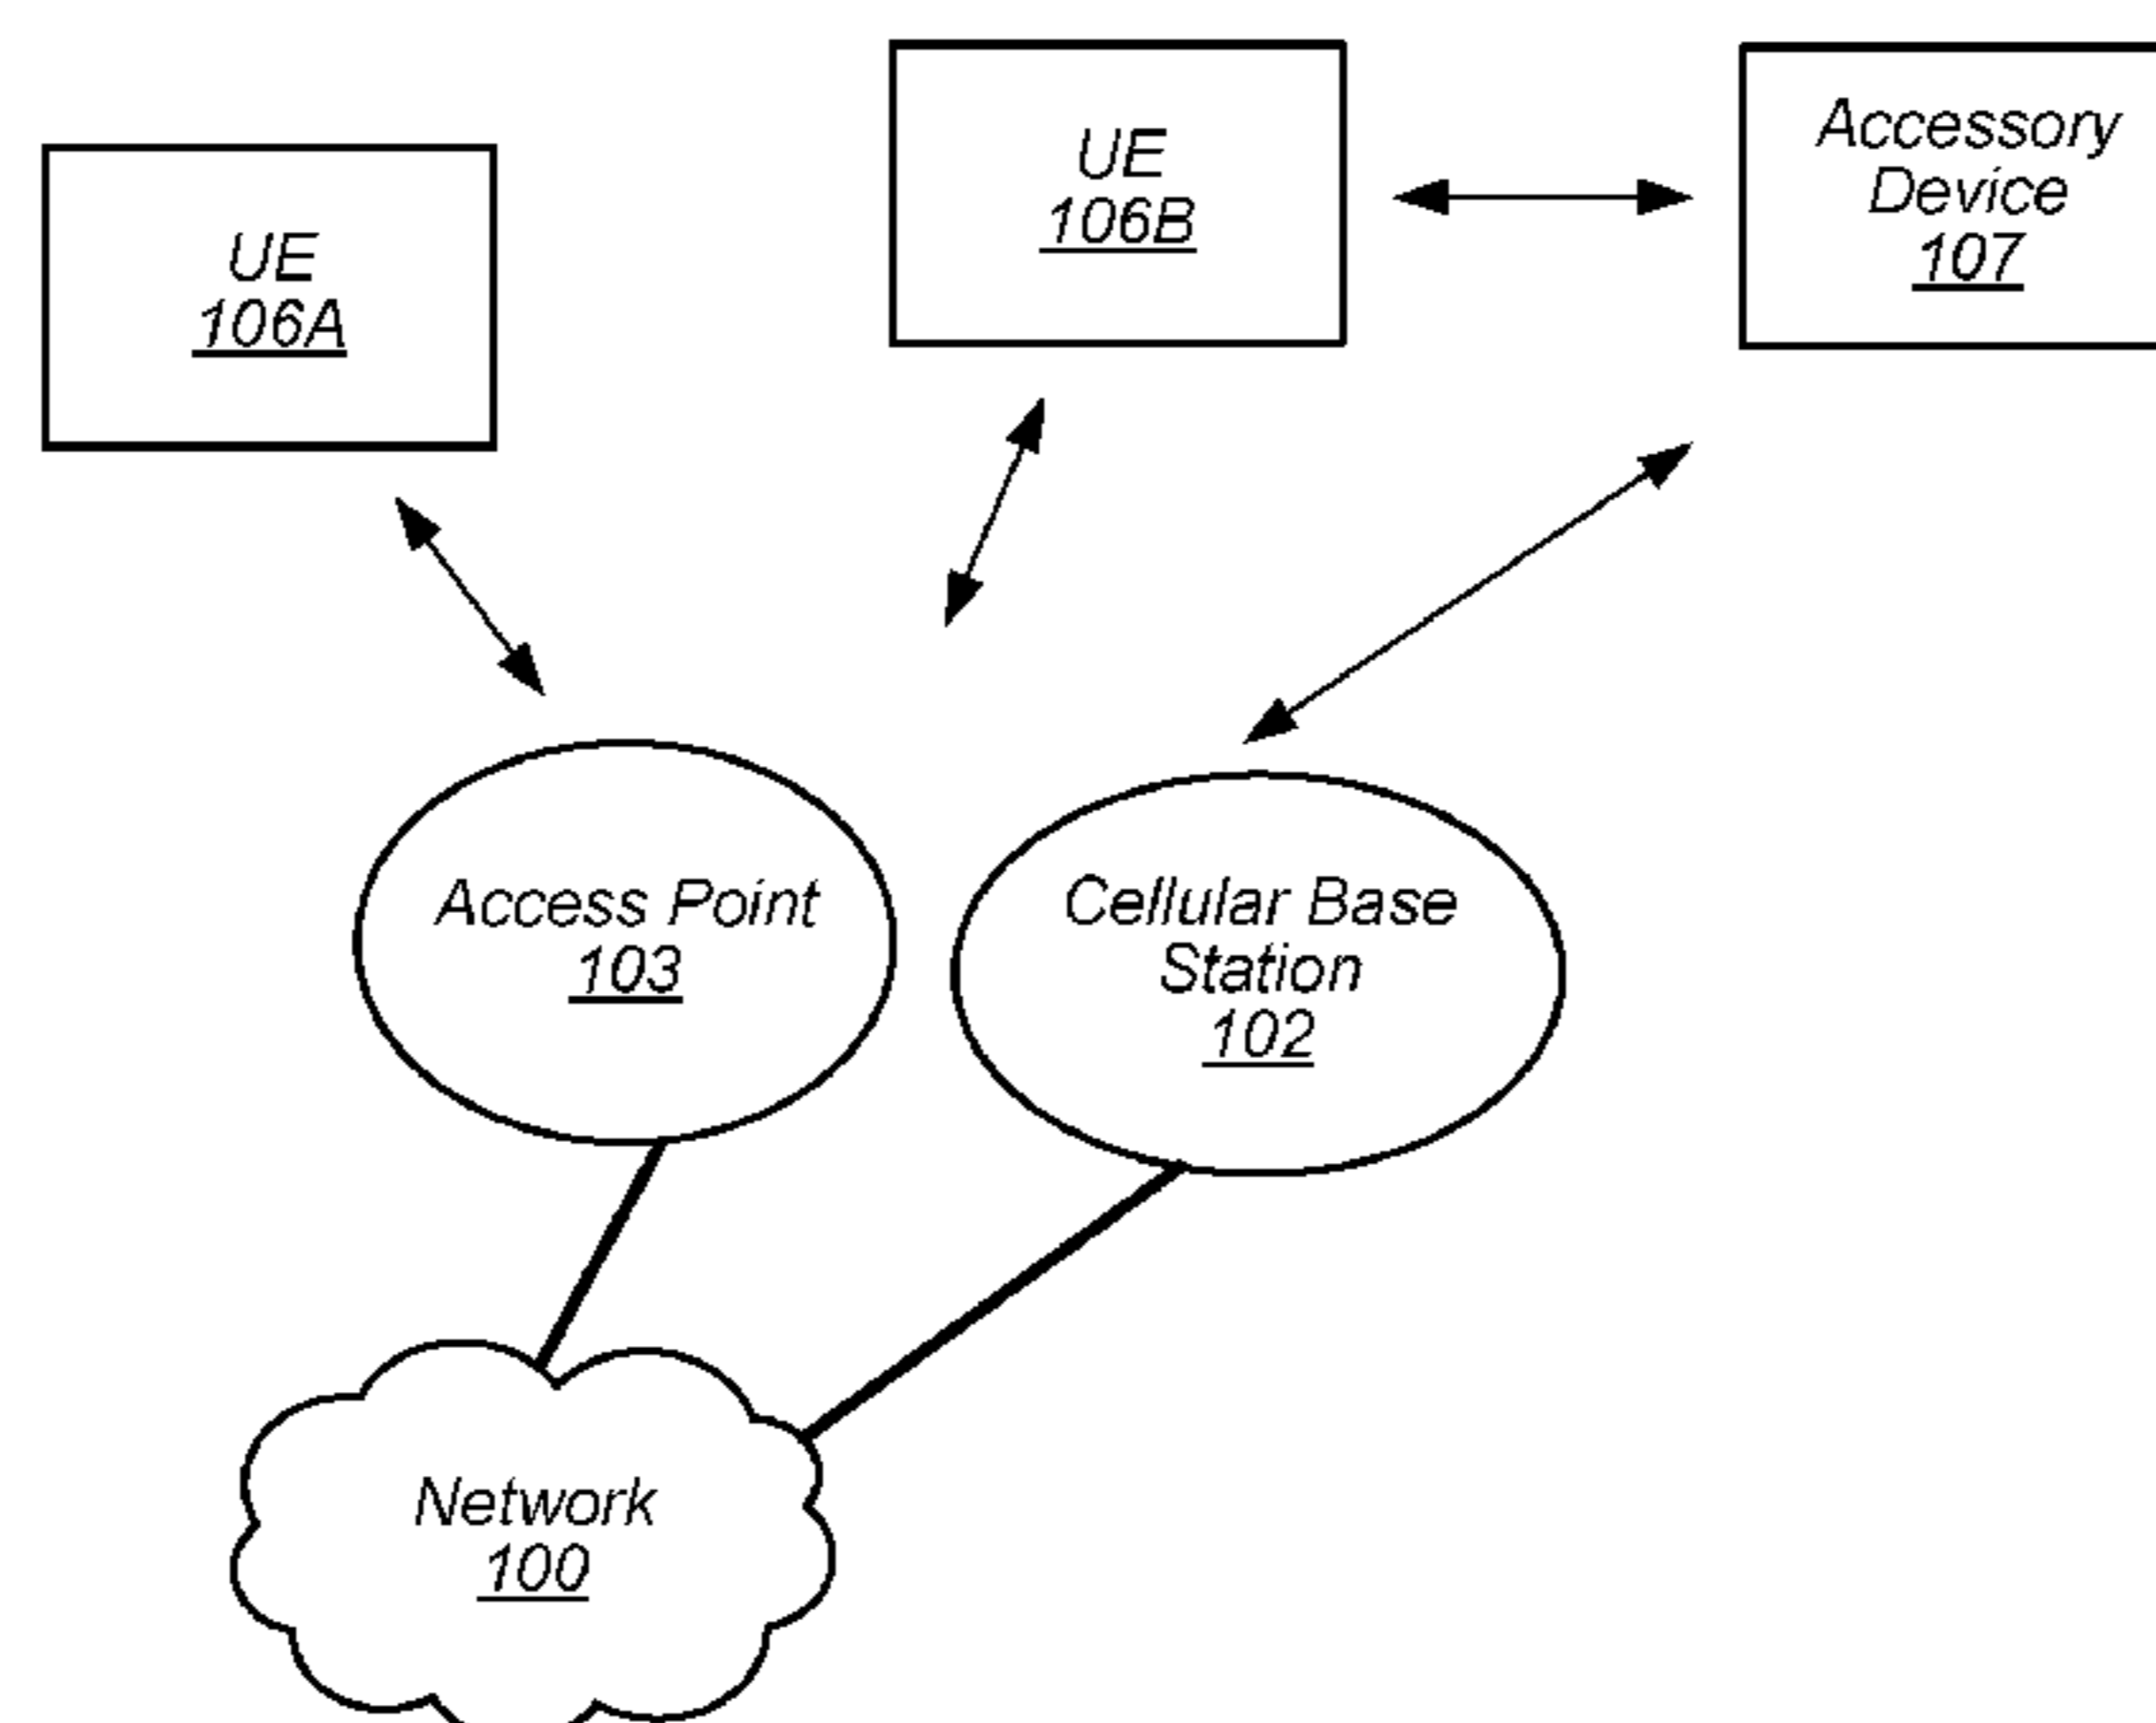 UE
106A
UE
106B
Accessory
Device
107
Access Point
103
Cellular Base
Station
102
Network
100